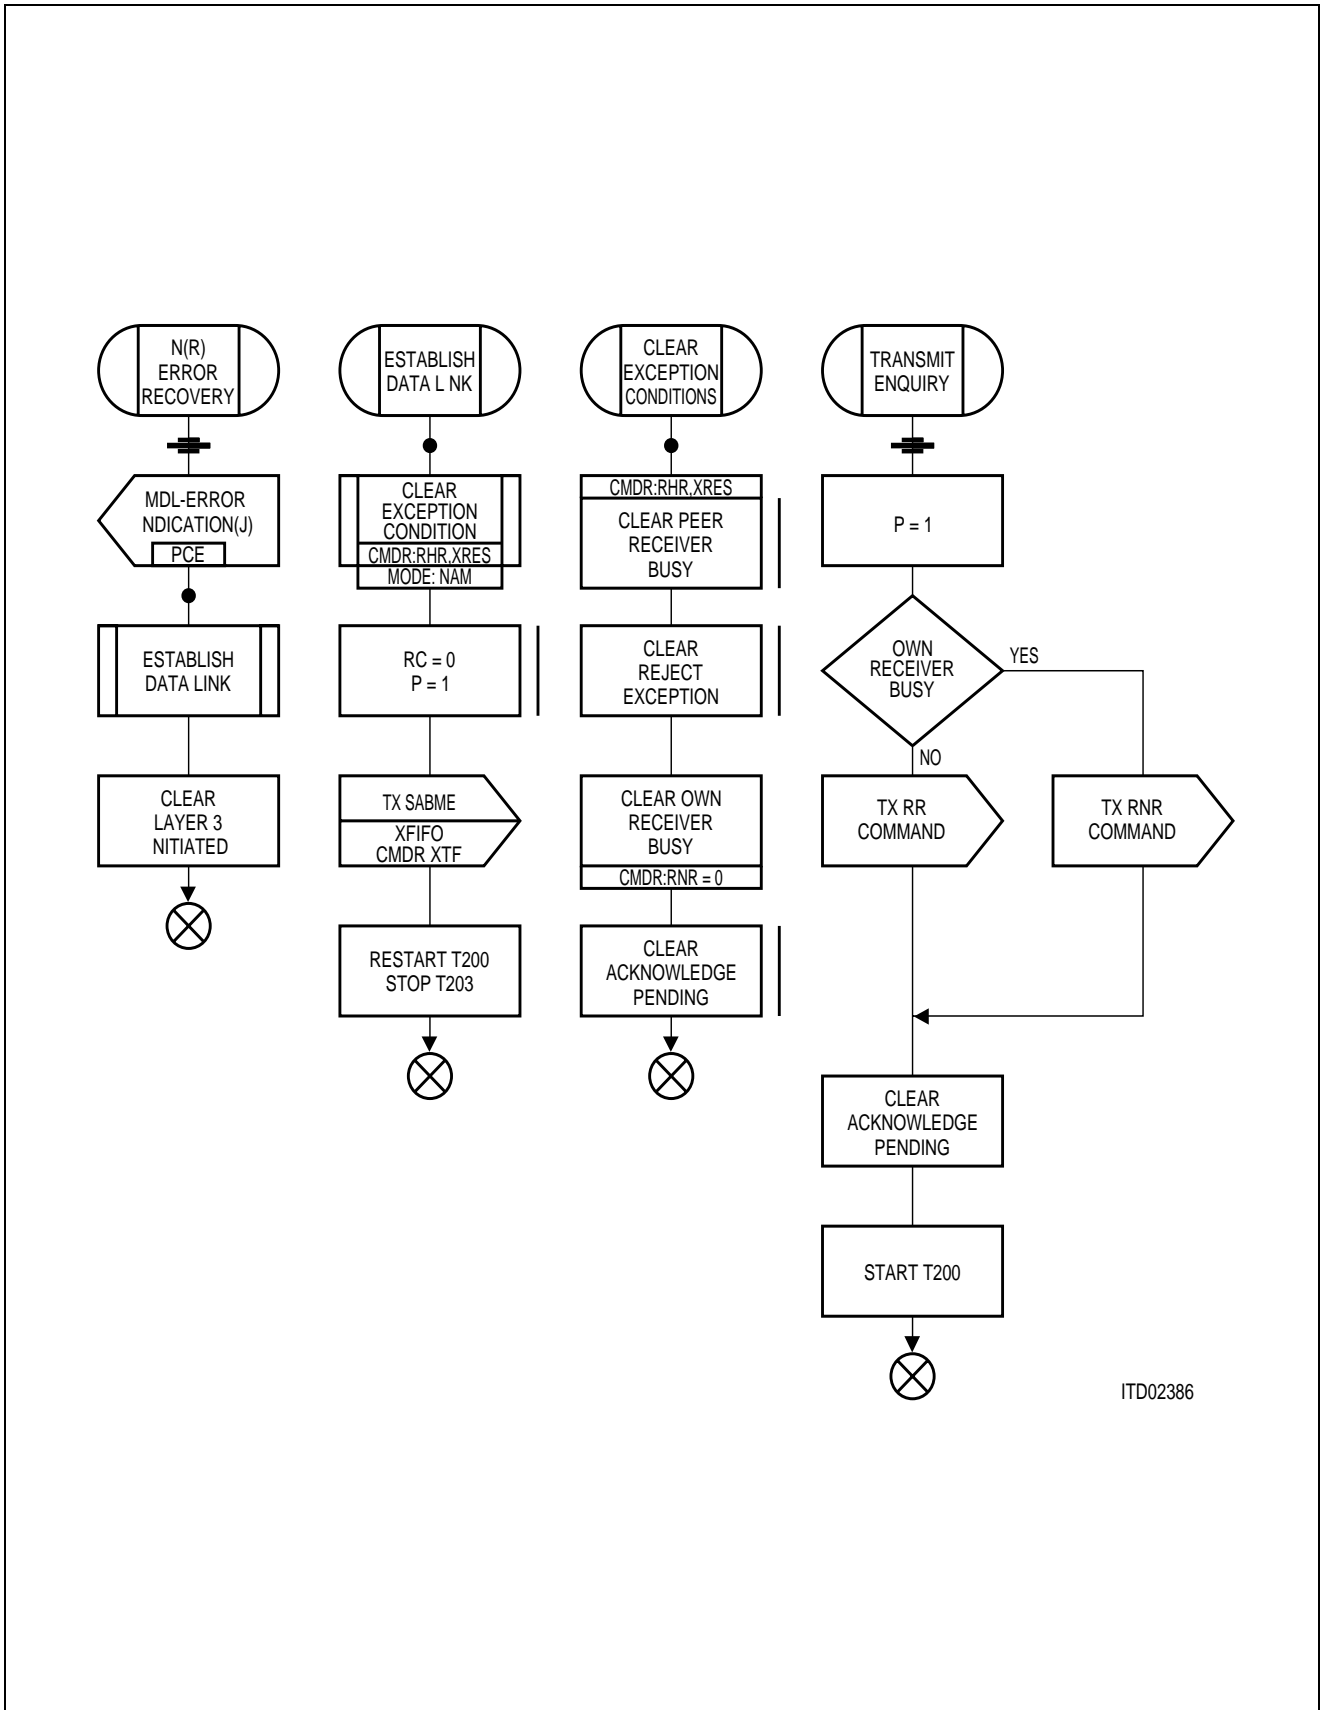 N(R)
ERROR
RECOVERY
MDL-ERROR
NDICATION(J)
PCE
ESTABLISH
DATA LINK
CLEAR
LAYER 3
NITIATED
ESTABLISH
DATA L NK
CLEAR
EXCEPTION
CONDITION
CMDR:RHR,XRES
MODE: NAM
RC = 0
P = 1
TX SABME
XFIFO
CMDR XTF
RESTART T200
STOP T203
CLEAR
EXCEPTION
CONDITIONS
CMDR:RHR,XRES
CLEAR PEER
RECEIVER
BUSY
CLEAR
REJECT
EXCEPTION
CLEAR OWN
RECEIVER
BUSY
CMDR:RNR = 0
CLEAR
ACKNOWLEDGE
PENDING
TRANSMIT
ENQUIRY
P = 1
OWN
RECEIVER
BUSY
YES
NO
TX RR
COMMAND
TX RNR
COMMAND
CLEAR
ACKNOWLEDGE
PENDING
START T200
ITD02386